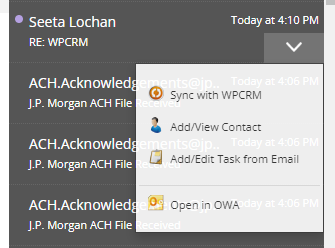 Seeta Lochan Today at 4:10 PM
RE: WPCRM
ACH.Acknowledgements@jp... Today at 4:06 PM
J.P. Morgan ACH File Received
Sync with WPCRM
Add/View Contact
ACH.Acknowledgements@jp... Today at 4:06 PM
J.P. Morgan ACH File Received
Add/Edit Task from Email
ACH.Acknowledgements@jp... Today at 4:06 PM
J.P. Morgan ACH File Received
Open in OWA